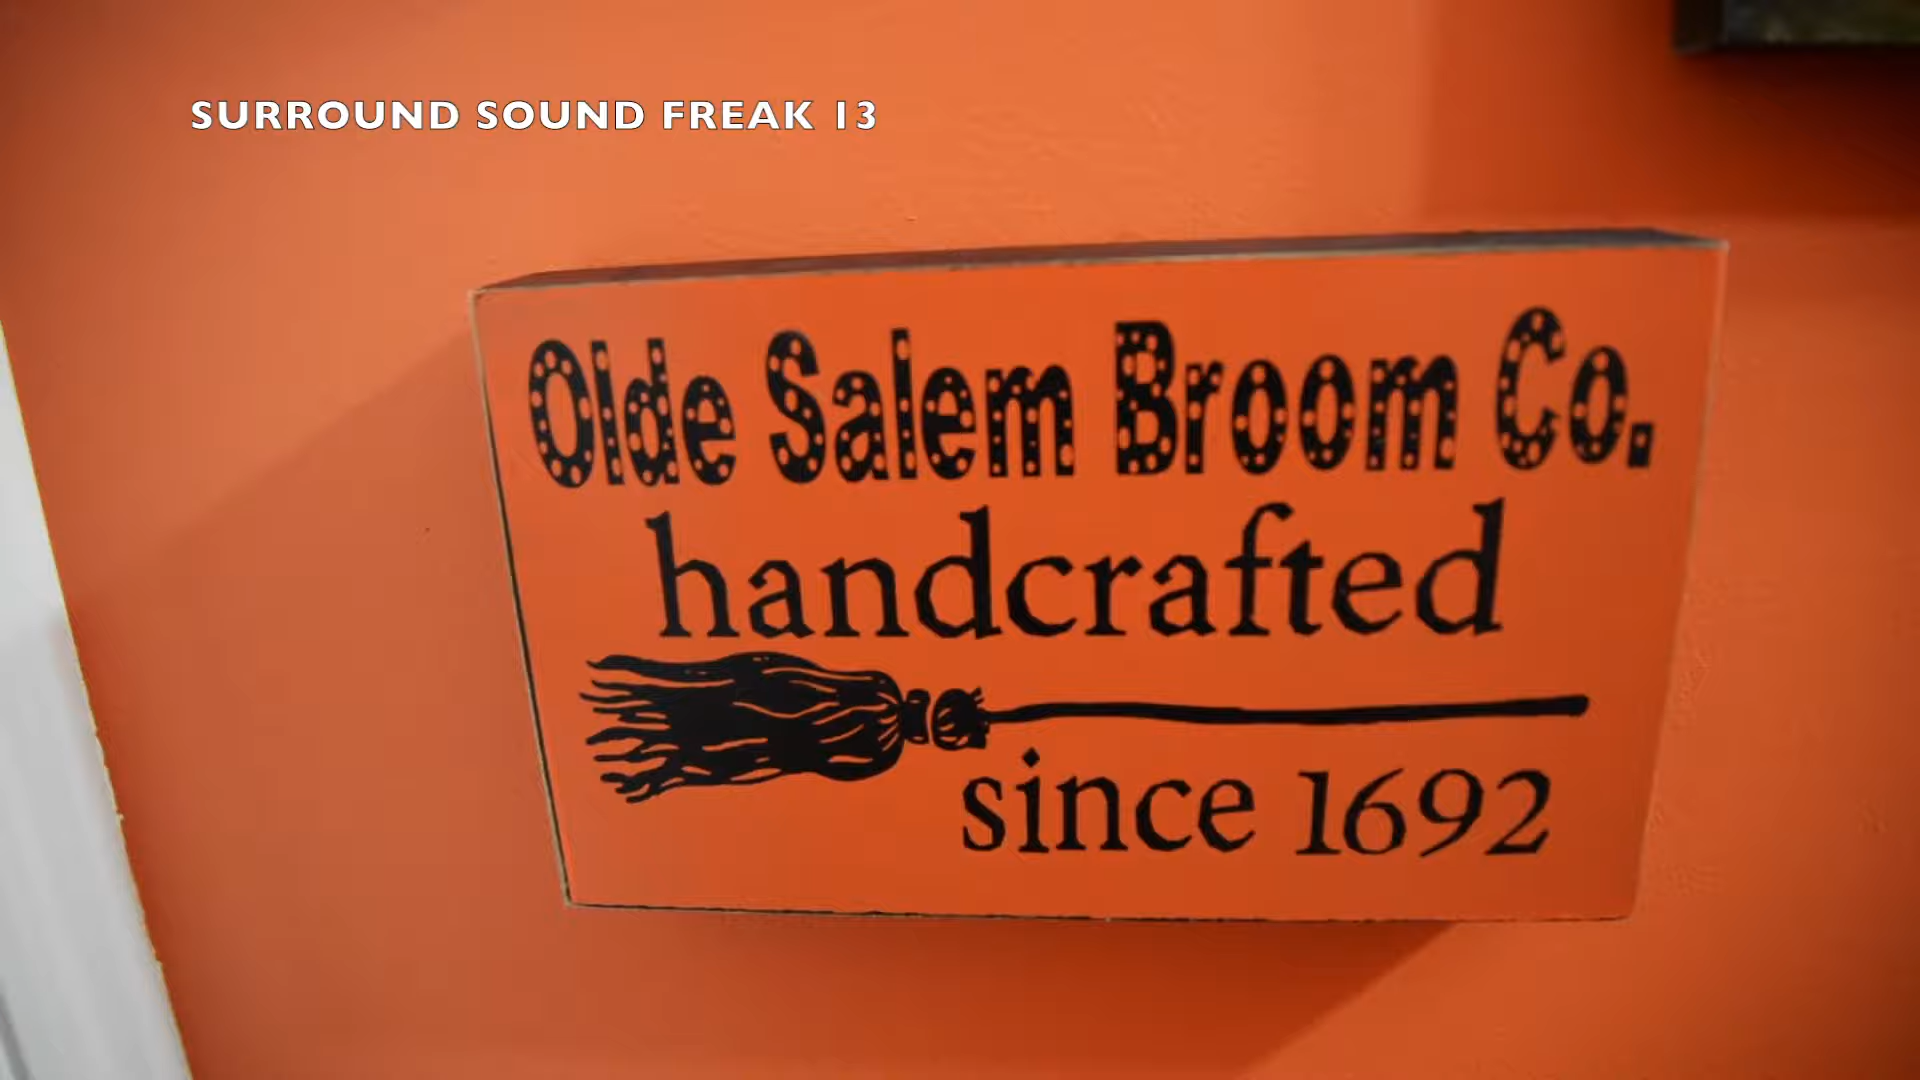 SURROUND SOUND FREAK 13
Olde Salem Broom Co.
handcrafted
since 1692